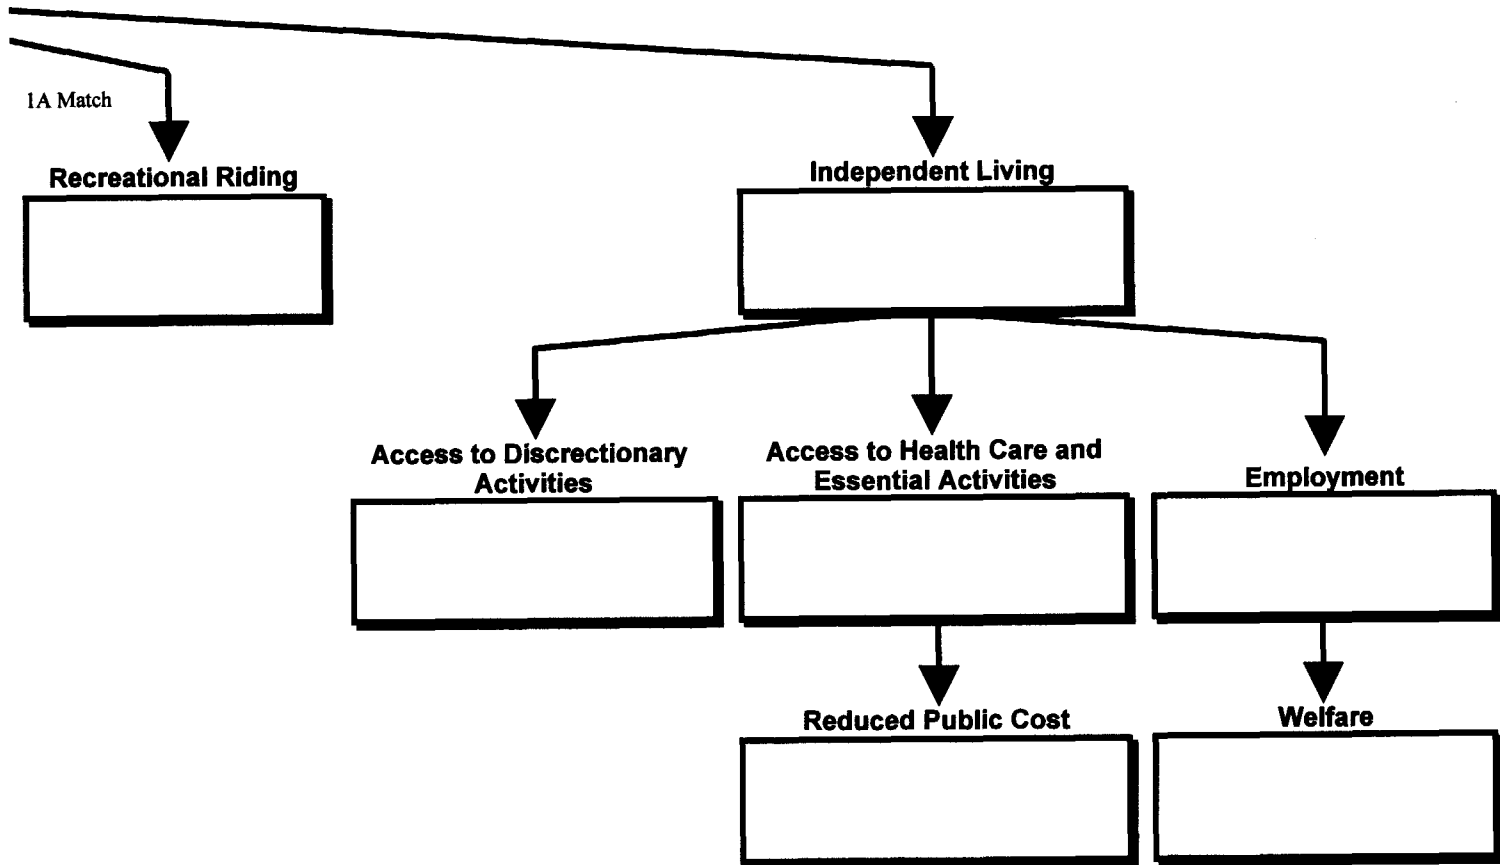 1A Match
Recreational Riding
Independent Living
Access to Discrectionary
Activities
Access to Health Care and
Essential Activities
Employment
Reduced Public Cost
Welfare